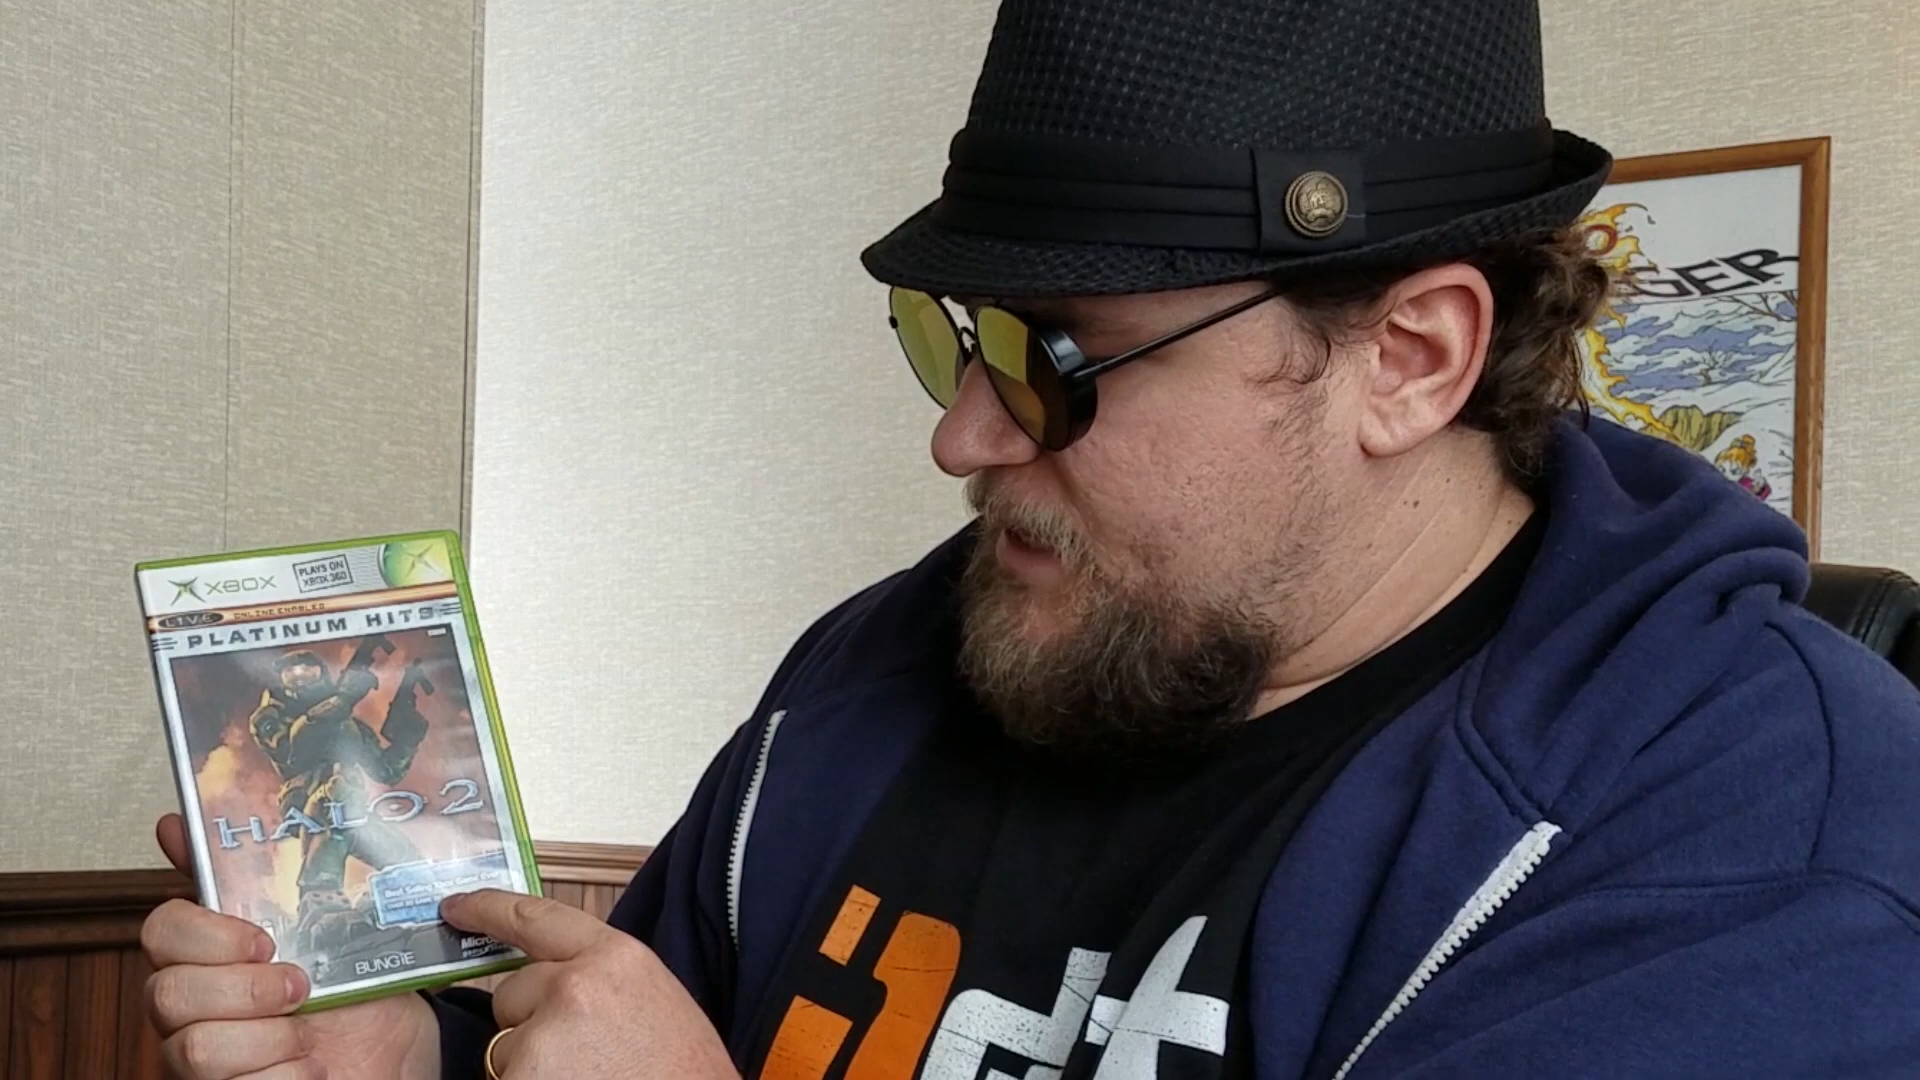 XBOX
PLAYS ON
XBOX 360
LIVE ONLINE ENABLED
PLATINUM HITS
HALO 2
Best Selling Xbox Game Ever
BUNGIE
Micro
GER